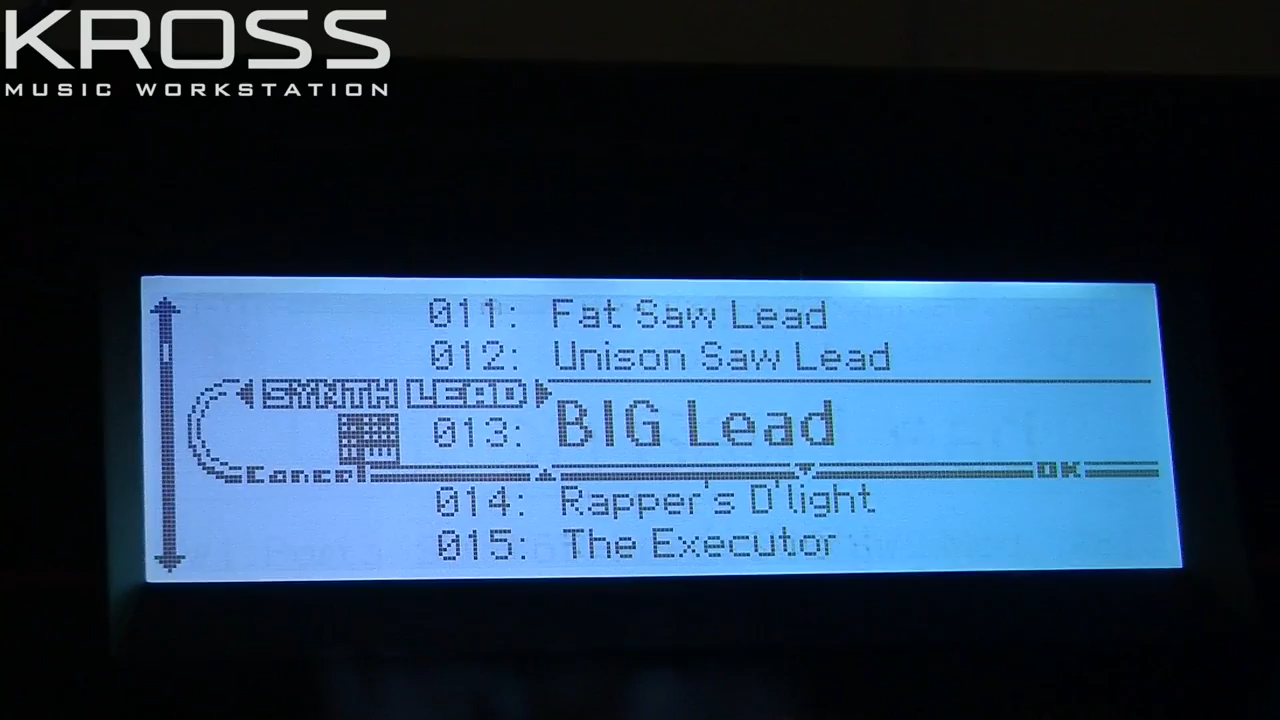 KROSS
MUSIC WORKSTATION
011: Fat Saw Lead
012: Unison Saw Lead
SYNTH LEAD
013: BIG Lead
Cancel OK
014: Rapper's D'light
015: The Executor